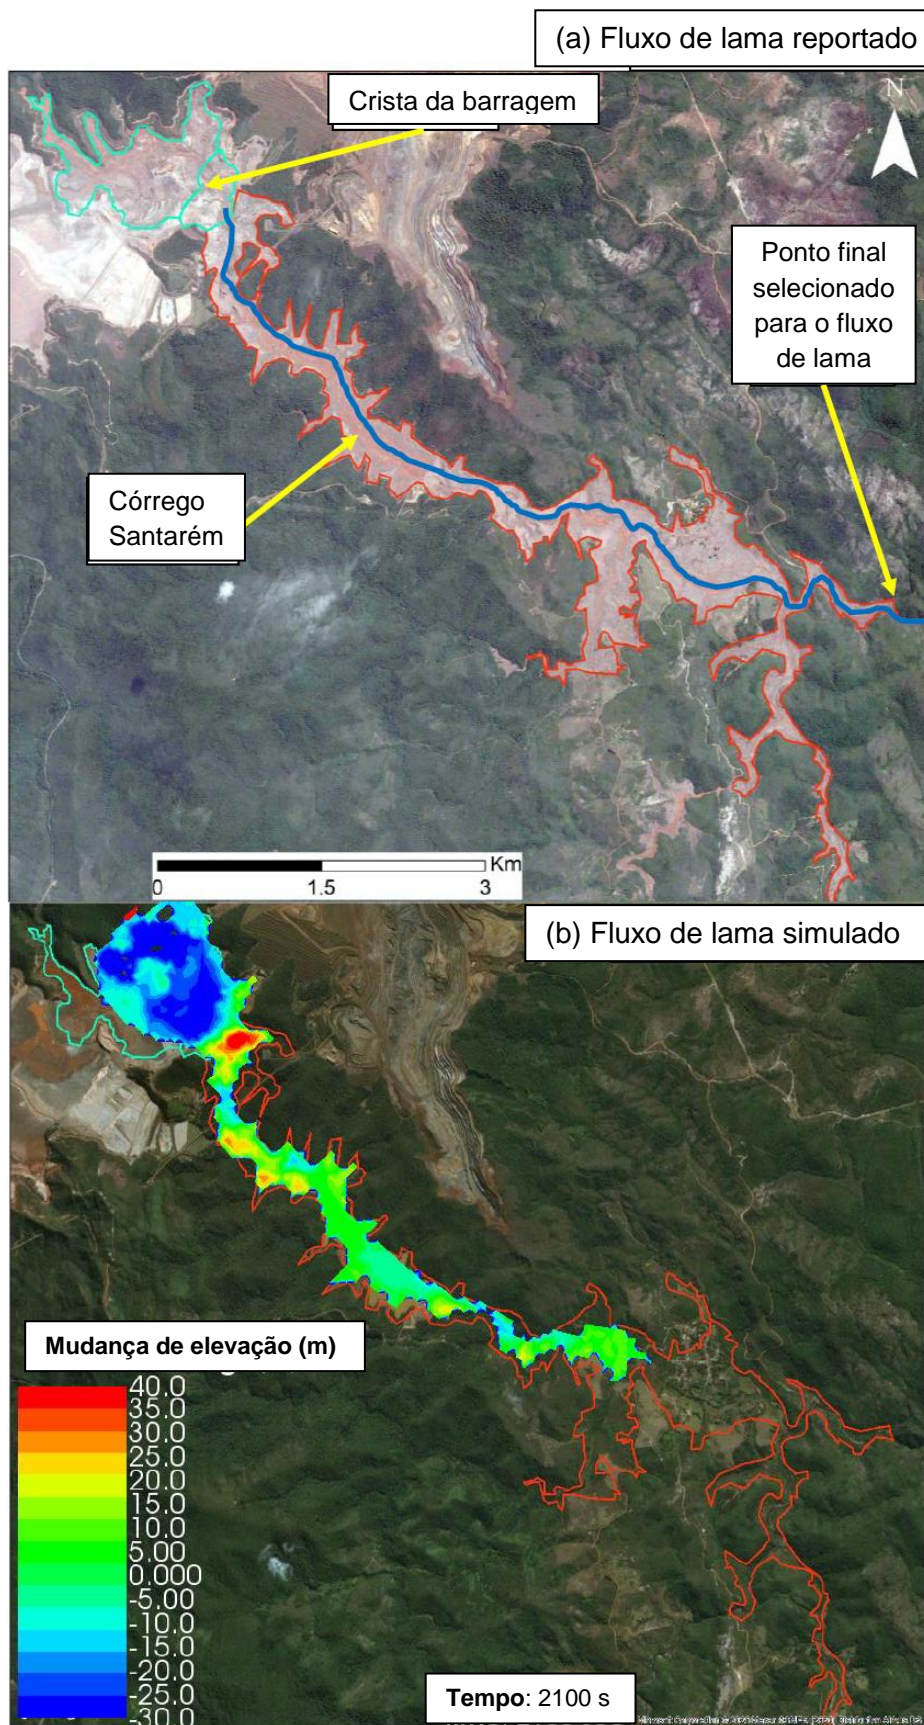 (a) Fluxo de lama reportado
Crista da barragem
N
Ponto final
selecionado
para o fluxo
de lama
Córrego
Santarém
Km
0
1.5
3
(b) Fluxo de lama simulado
Mudança de elevação (m)
40.0
35.0
30.0
25.0
20.0
15.0
10.0
5.00
0.000
-5.00
-10.0
-15.0
-20.0
-25.0
-30.0
Tempo: 2100 s